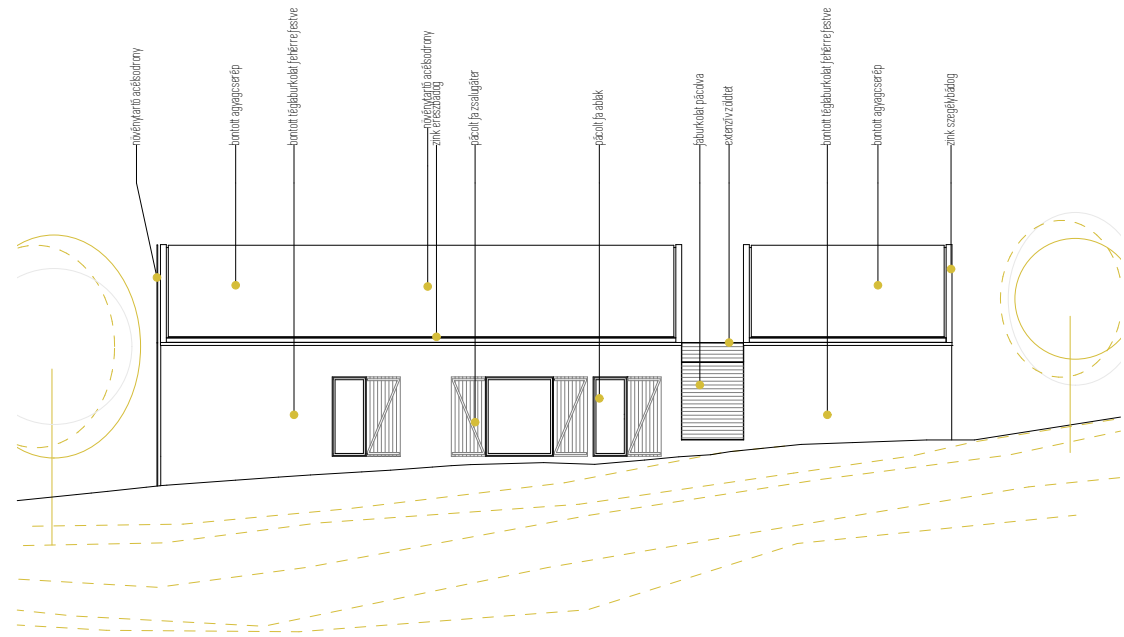 növénytartó acélsodrony
bontott agyagcserép
bontott téglaburkolat fehérre festve
növénytartó acélsodrony
zink ereszbádog
pácolt fa zsalugáter
pácolt fa ablak
faburkolat pácolva
extenzív zöldtető
bontott téglaburkolat fehérre festve
bontott agyagcserép
zink szegélybádog